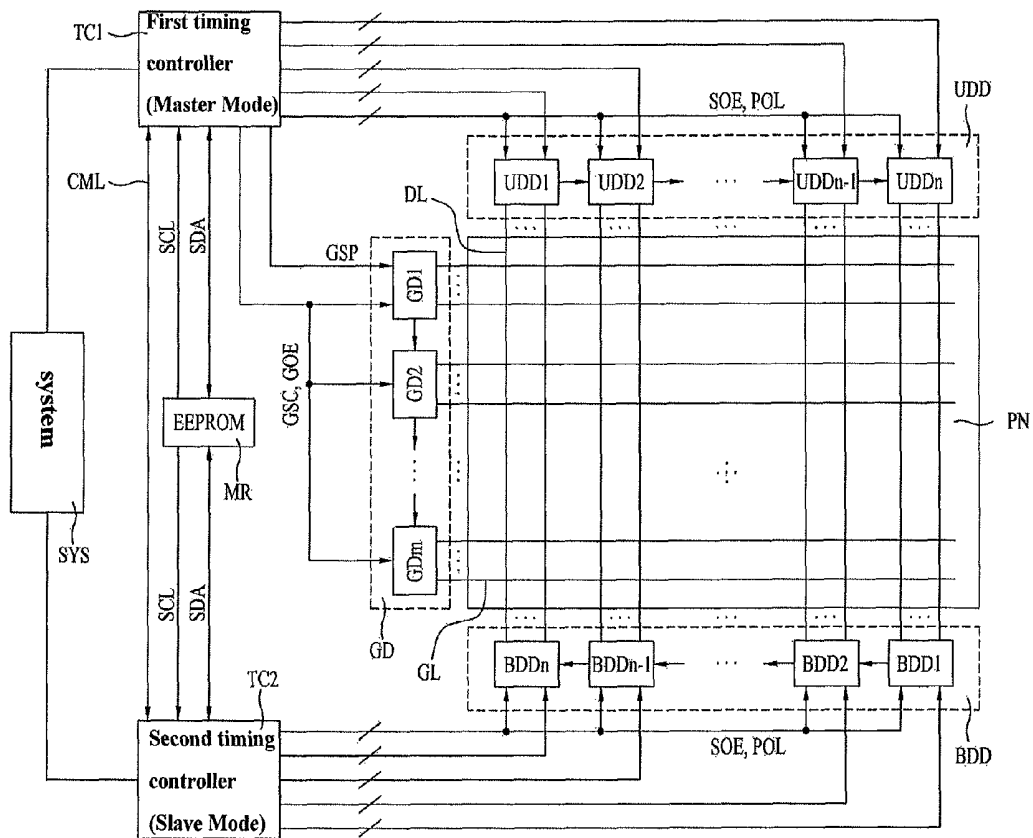 TC1
First timing
controller
(Master Mode)
SOE, POL
UDD
UDD1
UDD2
...
UDDn-1
UDDn
CML
SCL
SDA
DL
GSP
GD1
GSC, GOE
GD2
GDm
system
SYS
EEPROM
MR
PN
SCL
SDA
GD
GL
BDDn
BDDn-1
...
BDD2
BDD1
TC2
Second timing
controller
(Slave Mode)
SOE, POL
BDD